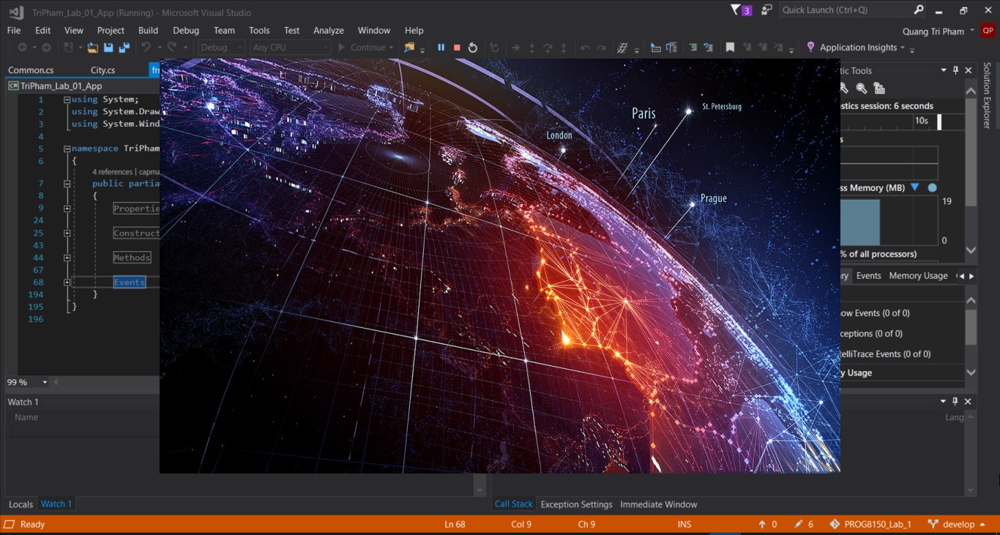 TriPham_Lab_01_App (Running) - Microsoft Visual Studio
3
Quick Launch (Ctrl+Q)
File Edit View Project Build Debug Team Tools Test Analyze Window Help
Quang Tri Pham
QP
Debug Any CPU Continue
Application Insights
Common.cs City.cs
TriPham_Lab_01_App
1 using System;
2 using System.Draw
3 using System.Wind
4
5 namespace TriPham
6 {
4 references | capma
7 public partia
8 {
9 Propertie
24
25 Construct
43
44 Methods
67
68 Events
194 }
195 }
196
99 %
Paris
St. Petersburg
London
Prague
tic Tools
stics session: 6 seconds
10s
s
ss Memory (MB)
19
0
% of all processors)
ry Events Memory Usage
ow Events (0 of 0)
ceptions (0 of 0)
telliTrace Events (0 of 0)
y Usage
Solution Explorer
Watch 1
Name
Lang
Locals Watch 1
Call Stack Exception Settings Immediate Window
Ready
Ln 68 Col 9 Ch 9 INS
0 6 PROG8150_Lab_1 develop